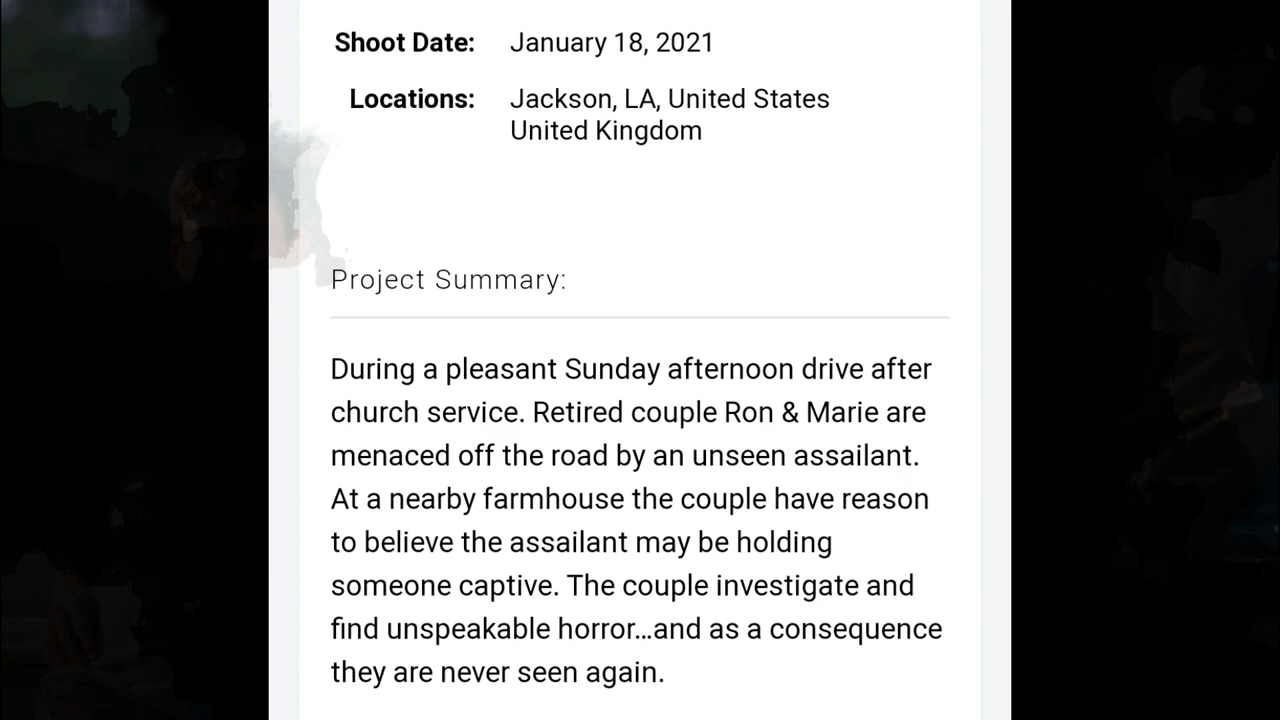 Shoot Date: January 18, 2021
Locations: Jackson, LA, United States
United Kingdom
Project Summary:
During a pleasant Sunday afternoon drive after
church service. Retired couple Ron & Marie are
menaced off the road by an unseen assailant.
At a nearby farmhouse the couple have reason
to believe the assailant may be holding
someone captive. The couple investigate and
find unspeakable horror...and as a consequence
they are never seen again.